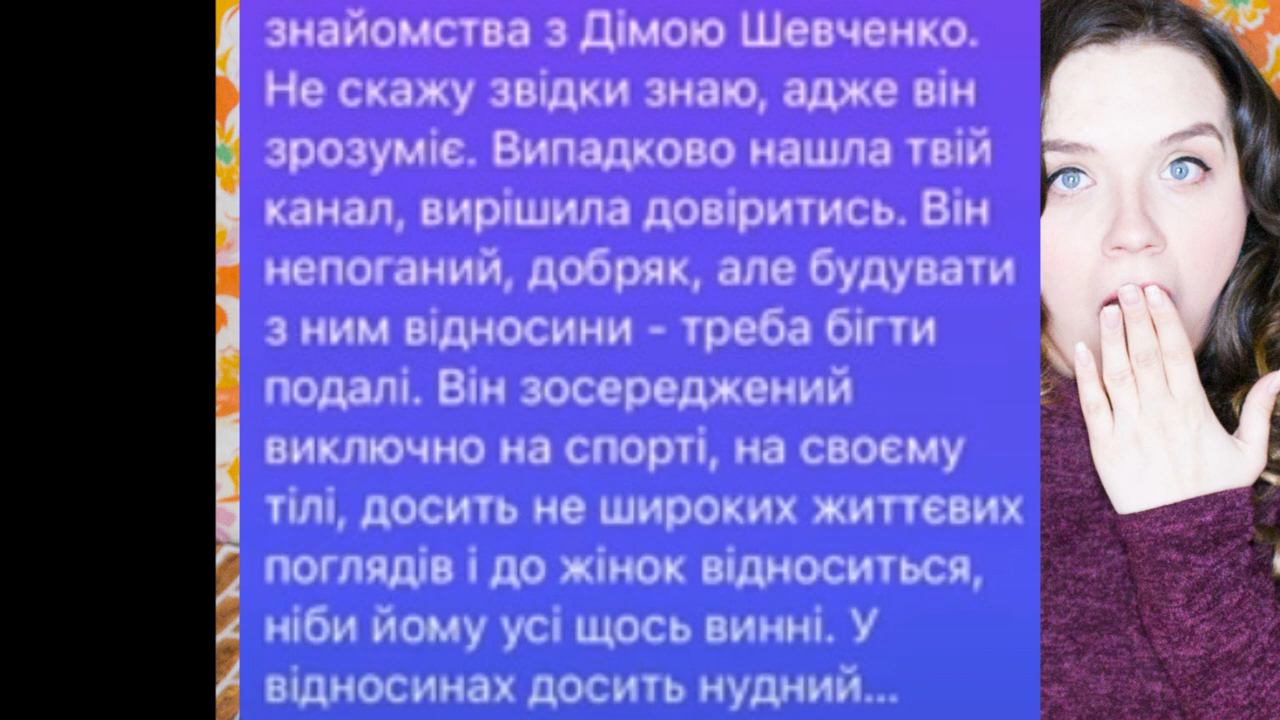 знайомства з Дімою Шевченко.
Не скажу звідки знаю, адже він
зрозуміє. Випадково нашла твій
канал, вирішила довіритись. Він
непоганий, добряк, але будувати
з ним відносини - треба бігти
подалі. Він зосереджений
виключно на спорті, на своєму
тілі, досить не широких життєвих
поглядів і до жінок відноситься,
ніби йому усі щось винні. У
відносинах досить нудний...